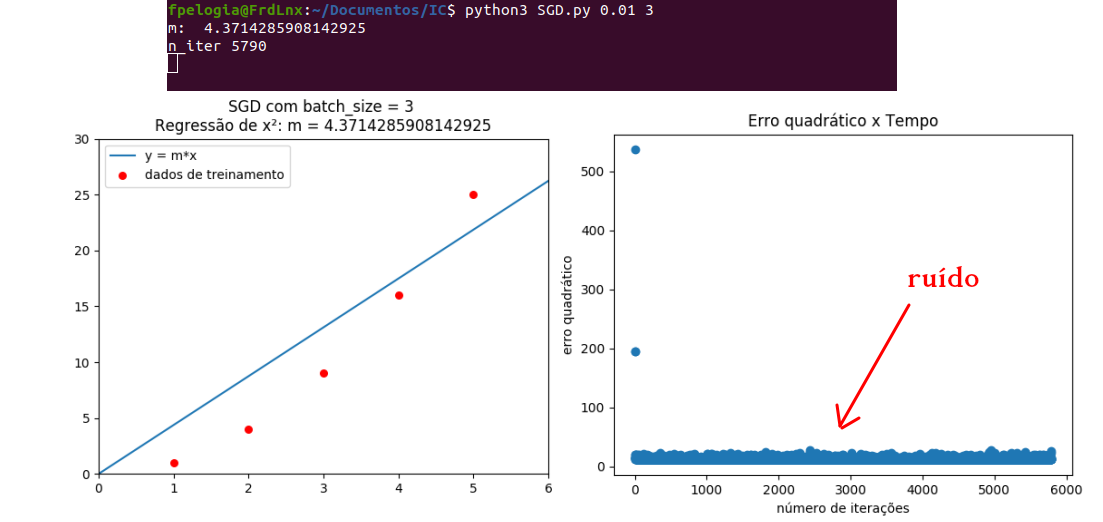 fpelogia@FrdLnx:~/Documentos/IC$ python3 SGD.py 0.01 3
m:  4.3714285908142925
n_iter 5790
SGD com batch_size = 3
Regressão de x²: m = 4.3714285908142925
y = m*x
dados de treinamento
30
25
20
15
10
5
0
0 1 2 3 4 5 6
Erro quadrático x Tempo
erro quadrático
500
400
300
200
100
0
ruído
0 1000 2000 3000 4000 5000 6000
número de iterações